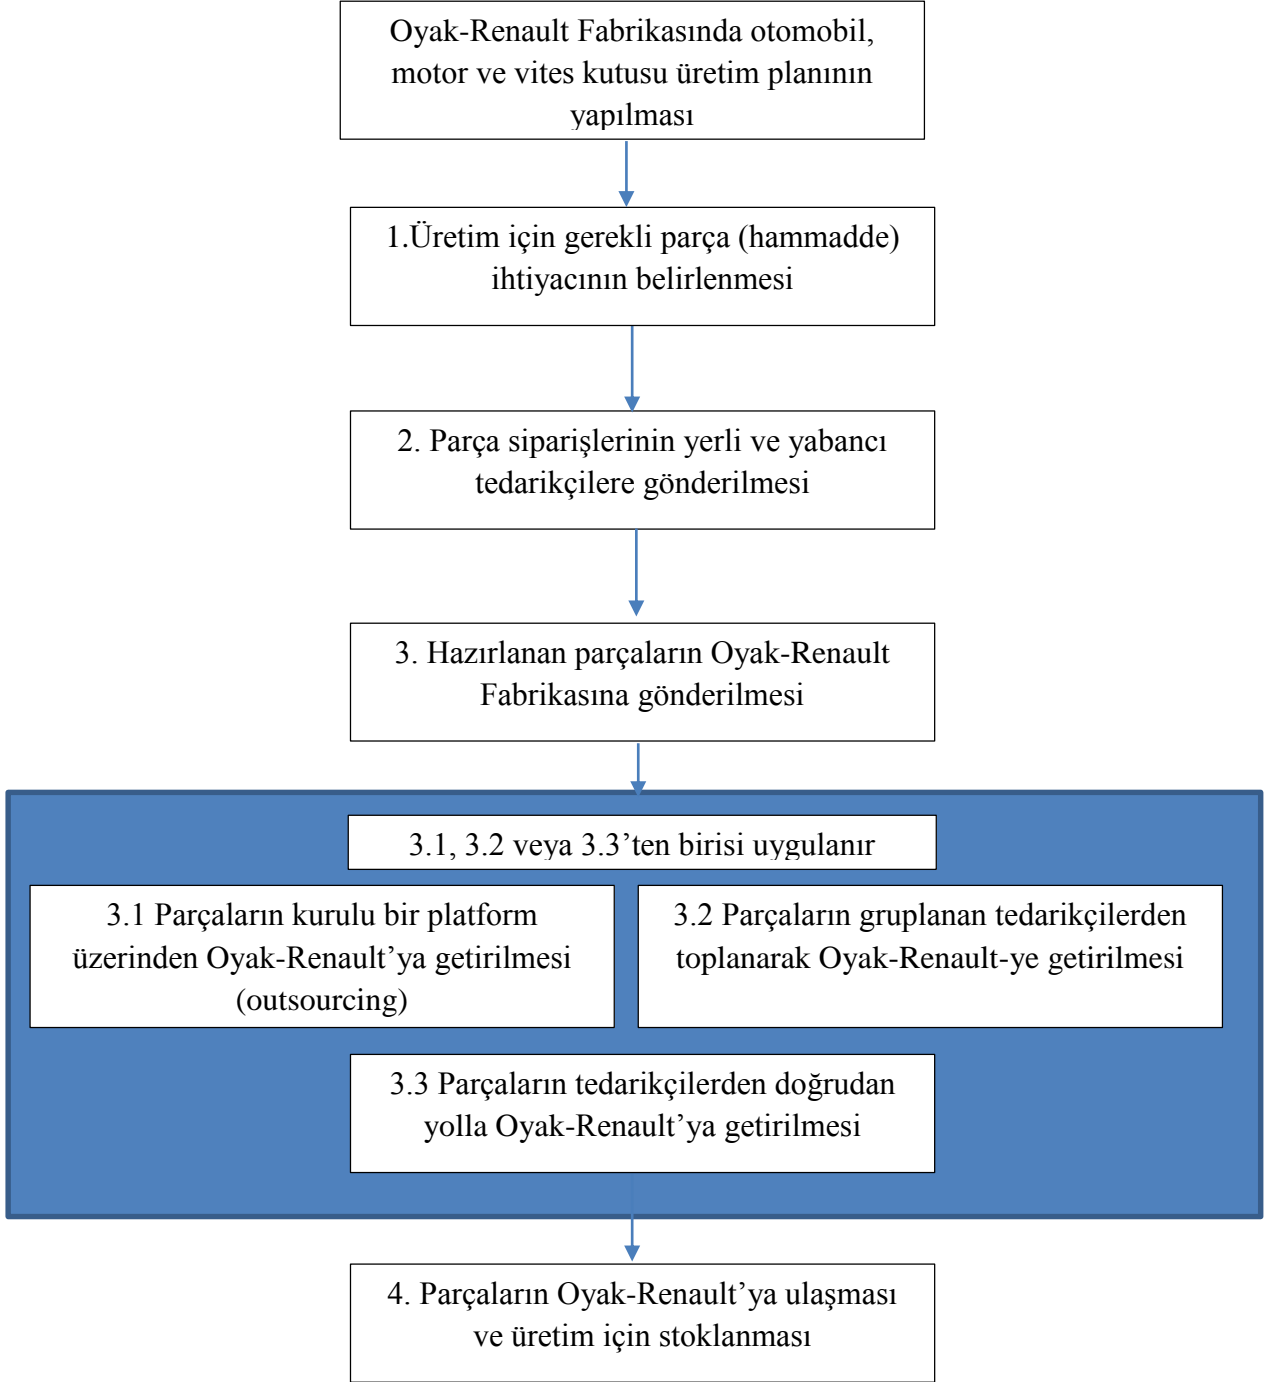 Oyak-Renault Fabrikasında otomobil,
motor ve vites kutusu üretim planının
yapılması
1.Üretim için gerekli parça (hammadde)
ihtiyacının belirlenmesi
2. Parça siparişlerinin yerli ve yabancı
tedarikçilere gönderilmesi
3. Hazırlanan parçaların Oyak-Renault
Fabrikasına gönderilmesi
3.1, 3.2 veya 3.3’ten birisi uygulanır
3.1 Parçaların kurulu bir platform
üzerinden Oyak-Renault’ya getirilmesi
(outsourcing)
3.2 Parçaların gruplanan tedarikçilerden
toplanarak Oyak-Renault-ye getirilmesi
3.3 Parçaların tedarikçilerden doğrudan
yolla Oyak-Renault’ya getirilmesi
4. Parçaların Oyak-Renault’ya ulaşması
ve üretim için stoklanması